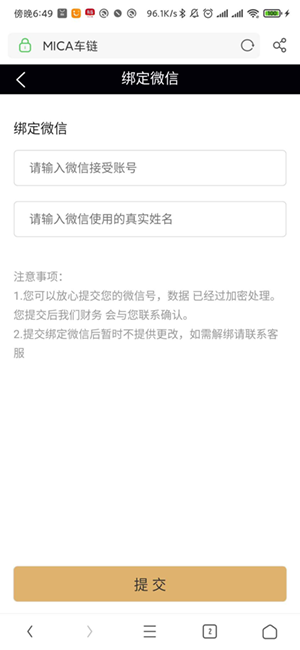 傍晚6:49
96.1K/s
100
MICA车链
绑定微信
绑定微信
请输入微信接受账号
请输入微信使用的真实姓名
注意事项：
1.您可以放心提交您的微信号，数据 已经过加密处理。
您提交后我们财务 会与您联系确认。
2.提交绑定微信后暂时不提供更改，如需解绑请联系客
服
提 交
2